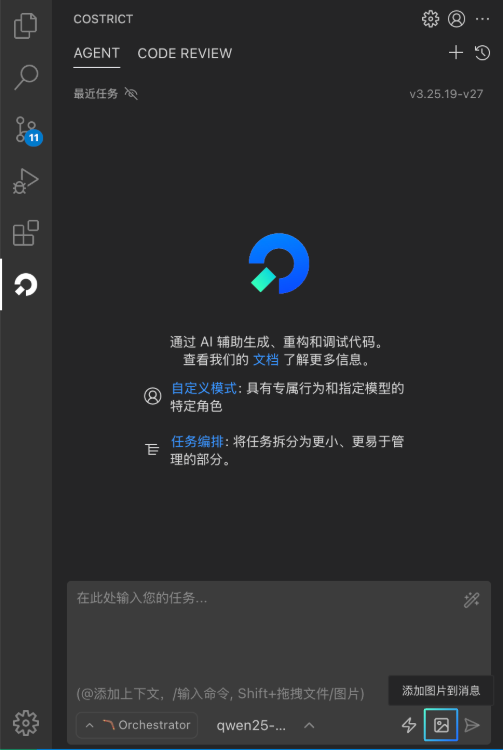 COSTRICT
AGENT CODE REVIEW
最近任务 v3.25.19-v27
11
通过 AI 辅助生成、重构和调试代码。
查看我们的 文档 了解更多信息。
自定义模式: 具有专属行为和指定模型的
特定角色
任务编排: 将任务拆分为更小、更易于管
理的部分。
在此处输入您的任务...
(@添加上下文，/输入命令, Shift+拖拽文件/图片)
添加图片到消息
Orchestrator qwen25-...